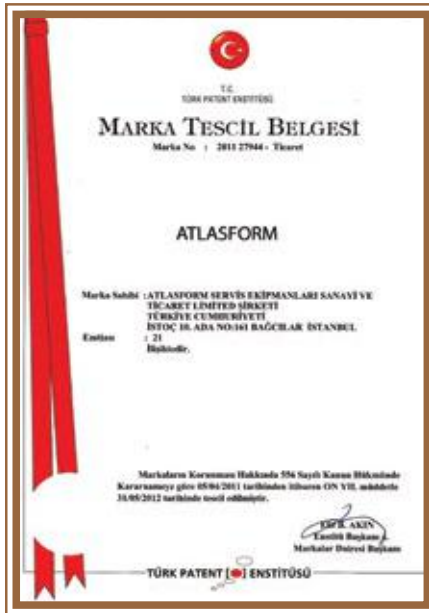 T.C.
TÜRK PATENT ENSTİTÜSÜ
MARKA TESCİL BELGESİ
Marka No : 2011 27944 - Ticaret
ATLASFORM
Marka Sahibi : ATLASFORM SERVİS EKİPMANLARI SANAYİ VE
TİCARET LİMİTED ŞİRKETİ
TÜRKİYE CUMHURİYETİ
İSTOÇ 10. ADA NO:161 BAĞCILAR İSTANBUL
Emtiası : 21
İlişiktedir.
Markaların Korunması Hakkında 556 Sayılı Kanun Hükmünde
Kararnameye göre 05/04/2011 tarihinden itibaren ON YIL müddetle
31/05/2012 tarihinde tescil edilmiştir.
AKIN
Enstitü Başkanı
Markalar Dairesi Başkanı
TÜRK PATENT ENSTİTÜSÜ